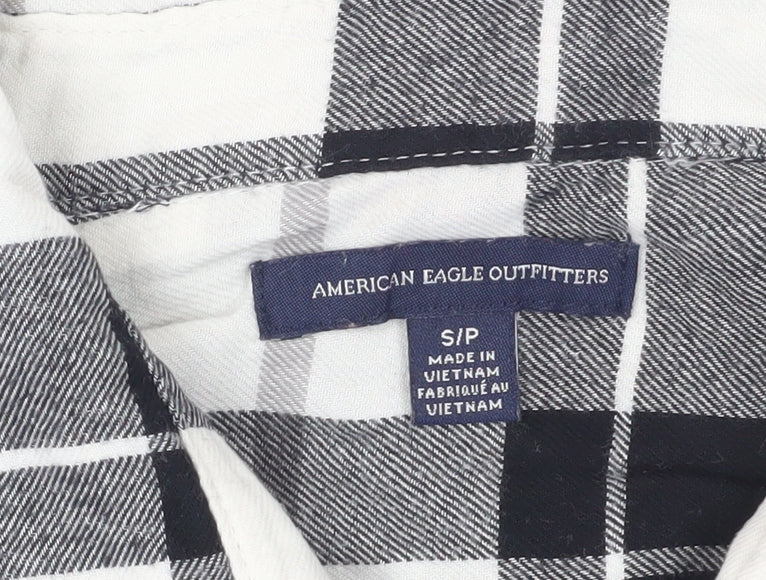 AMERICAN EAGLE OUTFITTERS
S/P
MADE IN
VIETNAM
FABRIQUÉ AU
VIETNAM